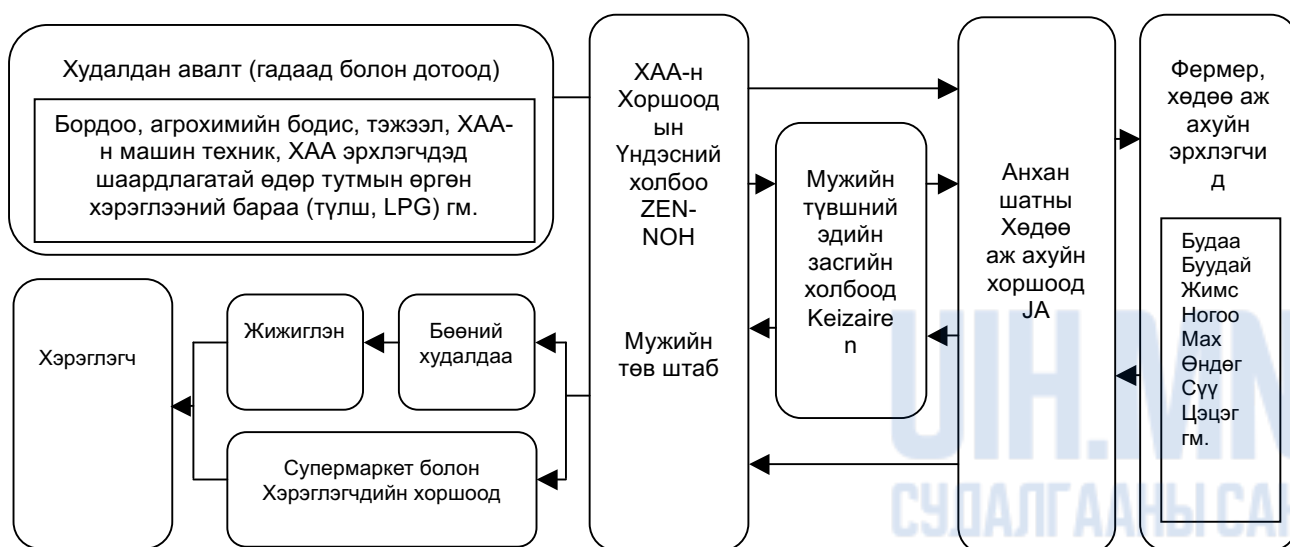 Худалдан авалт (гадаад болон дотоод)
Бордоо, агрохимийн бодис, тэжээл, ХАА-
н машин техник, ХАА эрхлэгчдэд
шаардлагатай өдөр тутмын өргөн
хэрэглээний бараа (түлш, LPG) гм.
Хэрэглэгч
Жижиглэн
Бөөний
худалдаа
Супермаркет болон
Хэрэглэгчдийн хоршоод
ХАА-н
Хоршоод
ын
Үндэсний
холбоо
ZEN-
NOH
Мужийн
төв штаб
Мужийн
түвшний
эдийн
засгийн
холбоод
Keizaire
n
Анхан
шатны
Хөдөө
аж ахуйн
хоршоод
JA
Фермер,
хөдөө аж
ахуйн
эрхлэгчи
д
Будаа
Буудай
Жимс
Ногоо
Мах
Өндөг
Сүү
Цэцэг
гм.
UIH.MN
СУДАЛГААНЫ САН